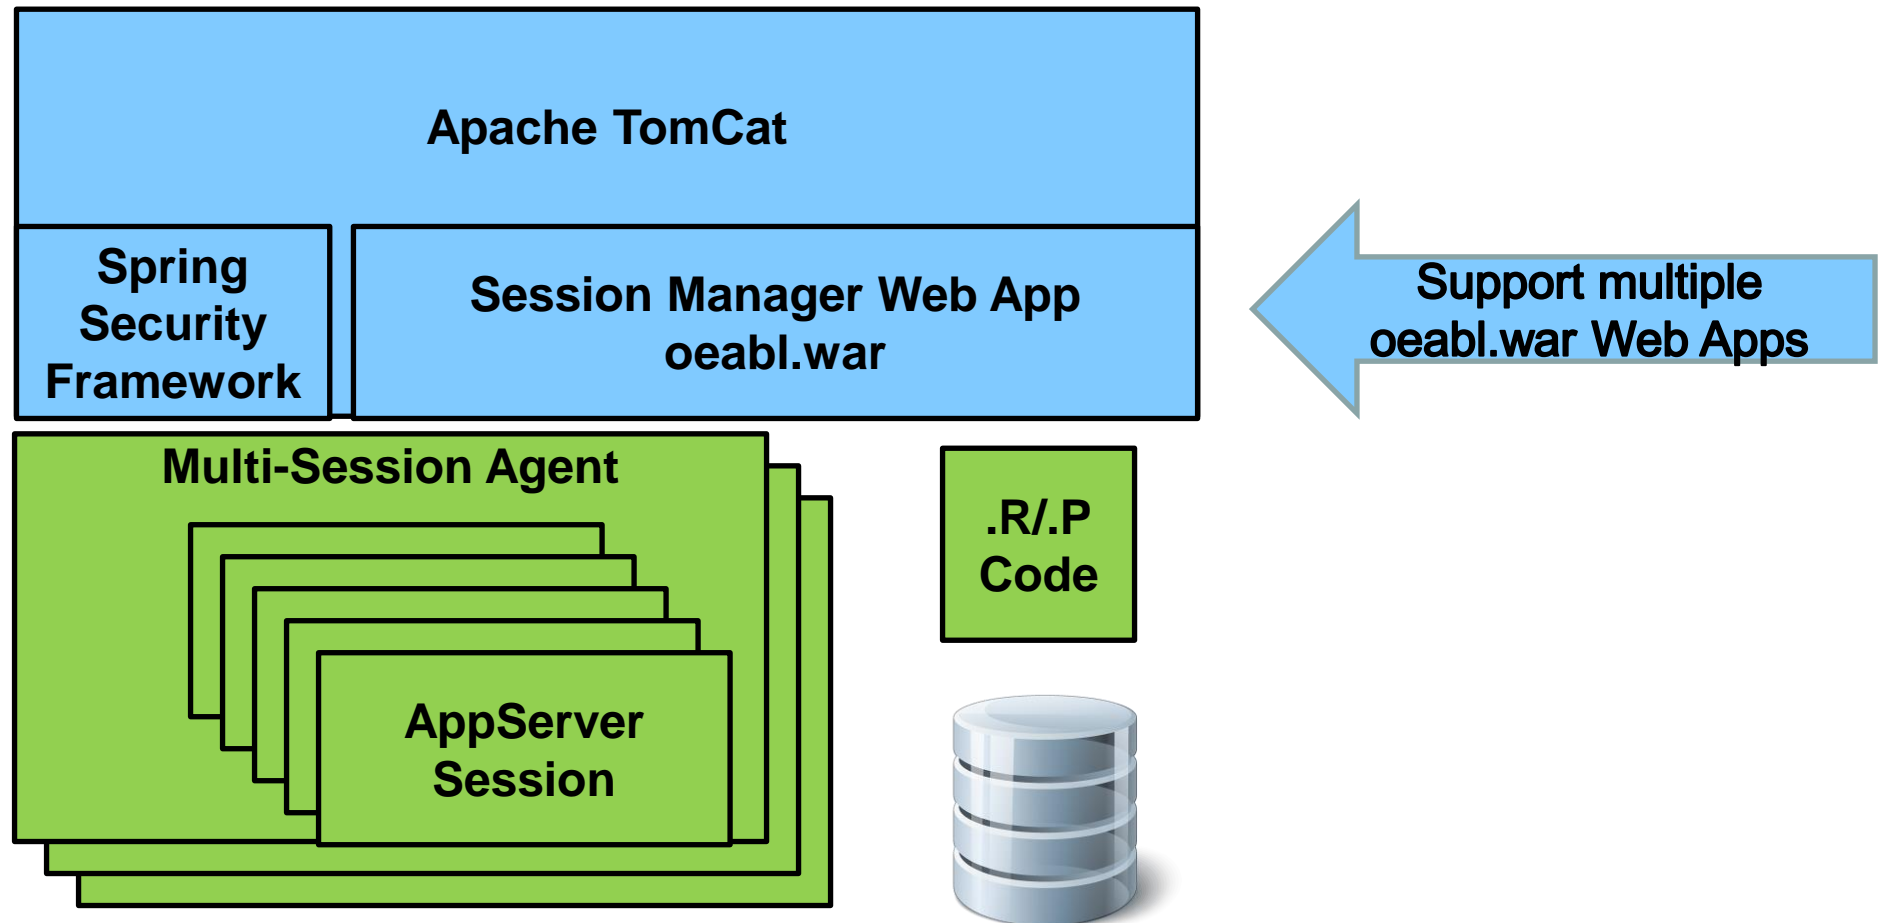 Apache TomCat
Spring
Security
Framework
Session Manager Web App
oeabl.war
Support multiple
oeabl.war Web Apps
Multi-Session Agent
.R/.P
Code
AppServer
Session